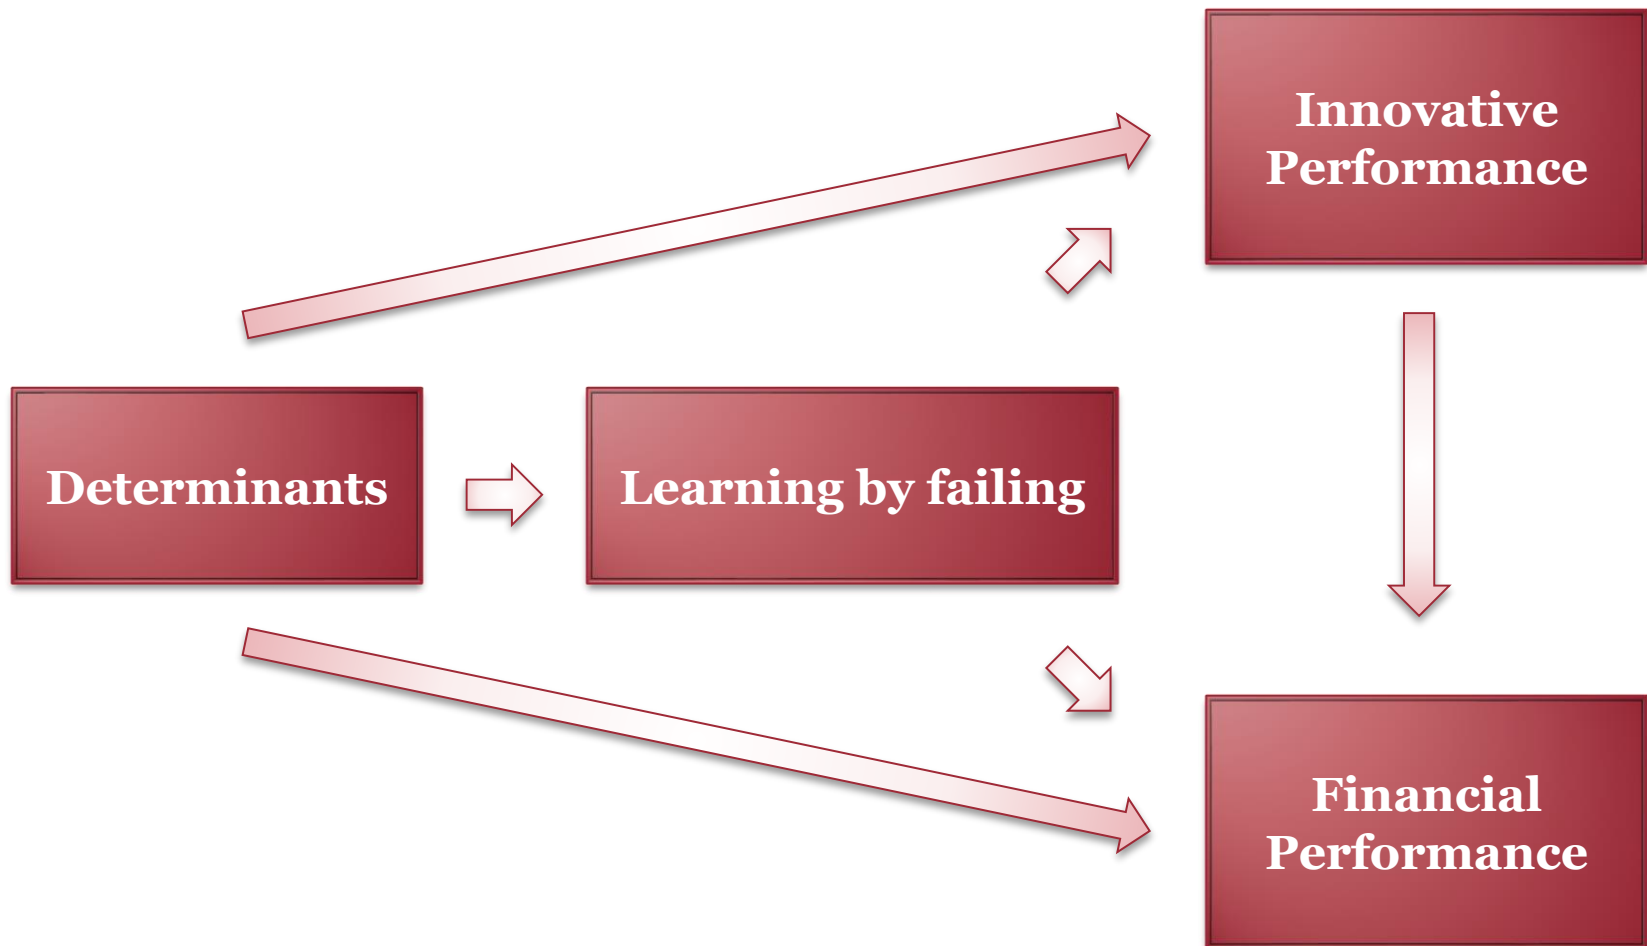 Innovative
Performance
Determinants
Learning by failing
Financial
Performance